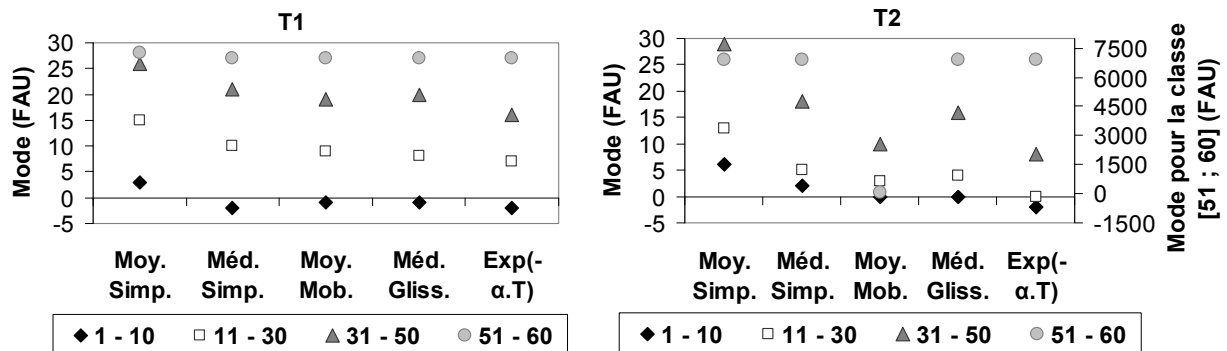 T1
Mode (FAU)
30
25
20
15
10
5
0
-5
Moy. Simp.
Méd. Simp.
Moy. Mob.
Méd. Gliss.
Exp(- α.T)
1 - 10
11 - 30
31 - 50
51 - 60
T2
Mode (FAU)
30
25
20
15
10
5
0
-5
7500
6000
4500
3000
1500
0
-1500
Mode pour la classe
[51 ; 60] (FAU)
Moy. Simp.
Méd. Simp.
Moy. Mob.
Méd. Gliss.
Exp(- α.T)
1 - 10
11 - 30
31 - 50
51 - 60